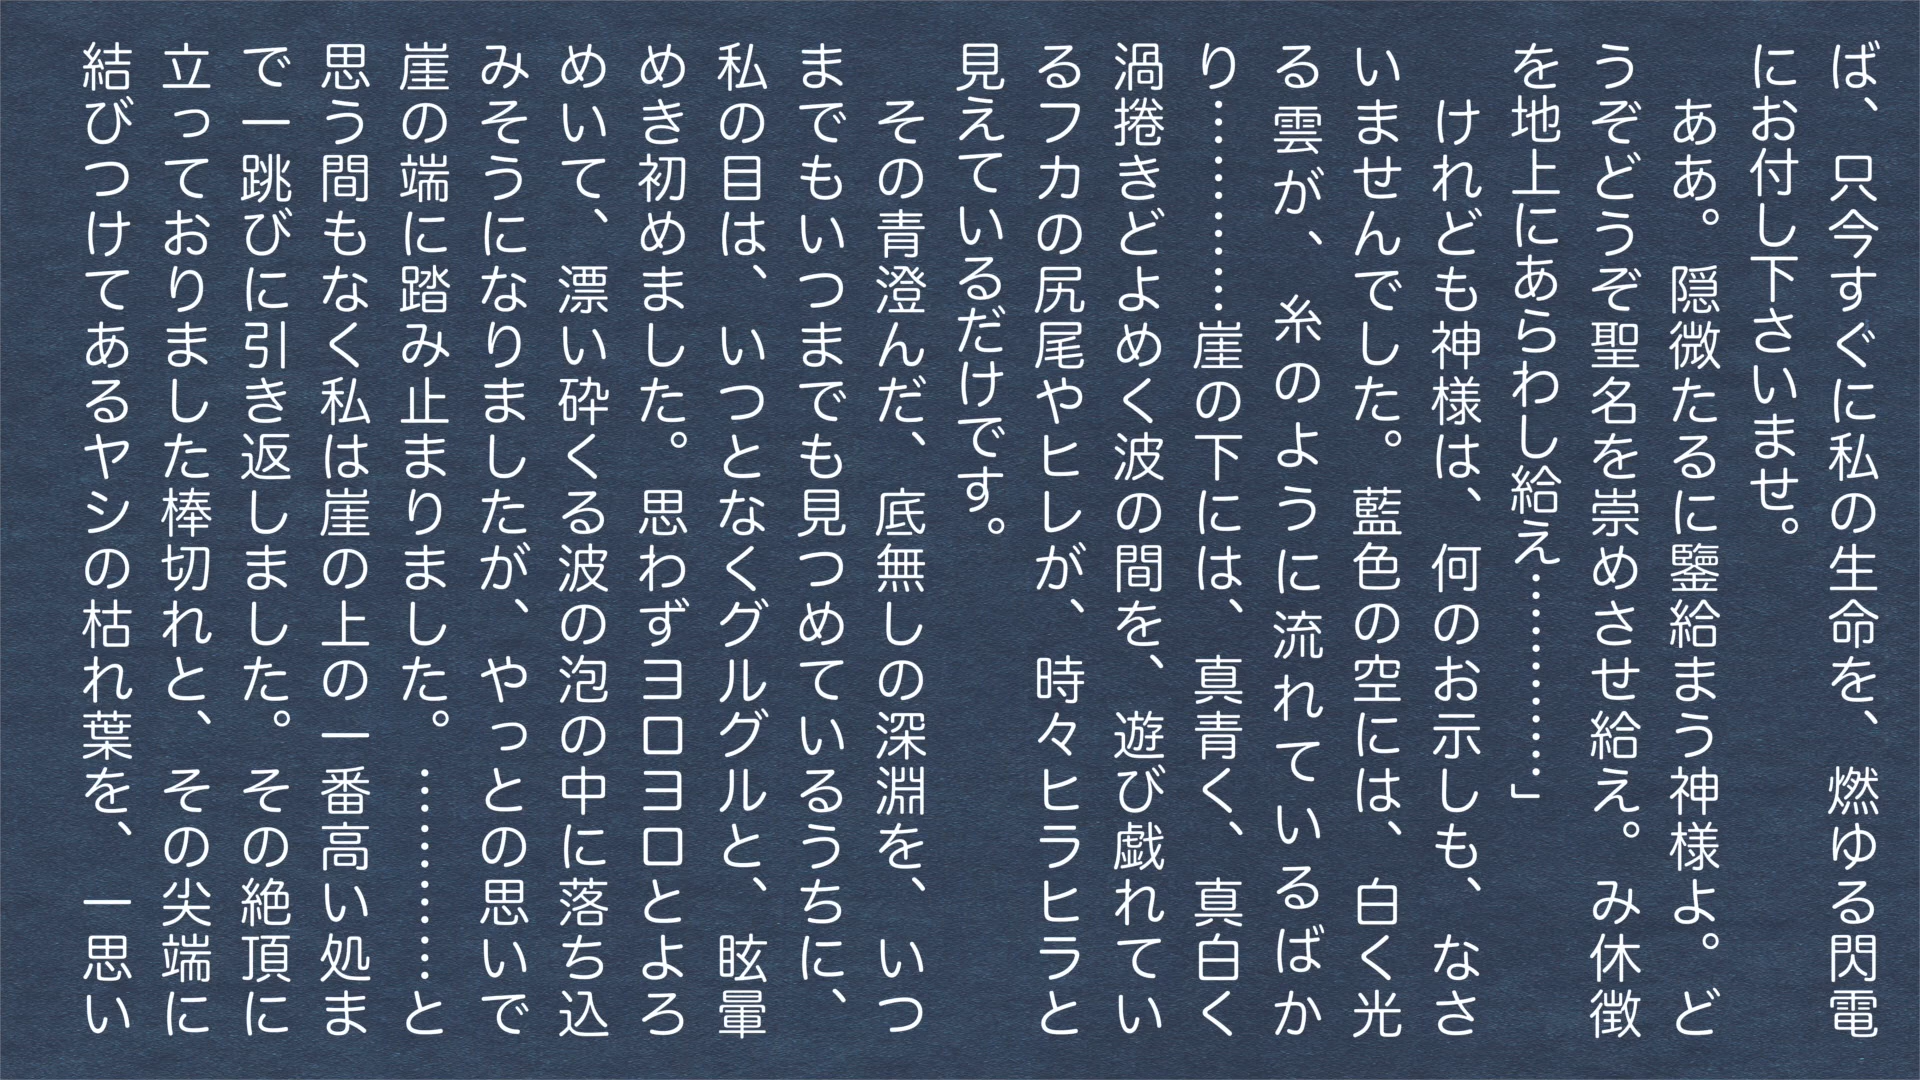 ば、只今すぐに私の生命を、燃ゆる閃電
にお付し下さいませ。
　ああ。隠微たるに鑒給まう神様よ。ど
うぞどうぞ聖名を崇めさせ給え。み休徴
を地上にあらわし給え…………」
　けれども神様は、何のお示しも、なさ
いませんでした。藍色の空には、白く光
る雲が、糸のように流れているばか
り…………崖の下には、真青く、真白く
渦捲きどよめく波の間を、遊び戯れてい
るフカの尻尾やヒレが、時々ヒラヒラと
見えているだけです。
　その青澄んだ、底無しの深淵を、いつ
までもいつまでも見つめているうちに、
私の目は、いつとなくグルグルと、眩暈
めき初めました。思わずヨロヨロとよろ
めいて、漂い砕くる波の泡の中に落ち込
みそうになりましたが、やっとの思いで
崖の端に踏み止まりました。…………と
思う間もなく私は崖の上の一番高い処ま
で一跳びに引き返しました。その絶頂に
立っておりました棒切れと、その尖端に
結びつけてあるヤシの枯れ葉を、一思い